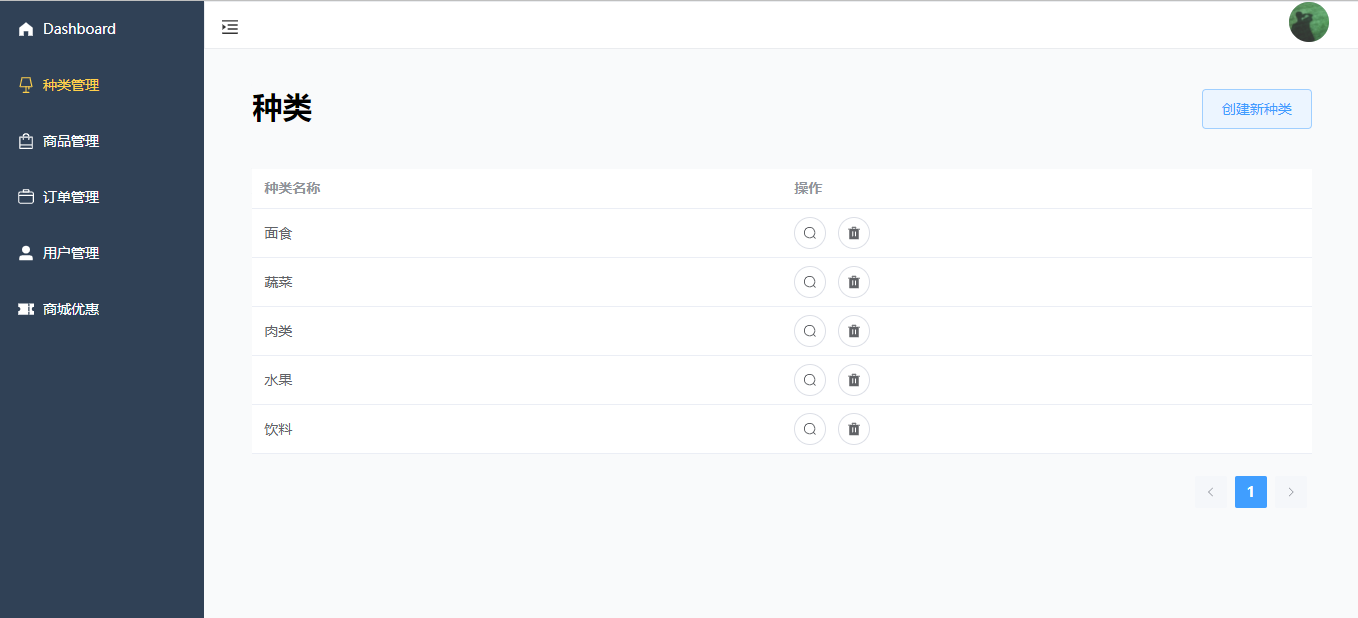 Dashboard
种类管理
商品管理
订单管理
用户管理
商城优惠
种类
创建新种类
种类名称 操作
面食
蔬菜
肉类
水果
饮料
1